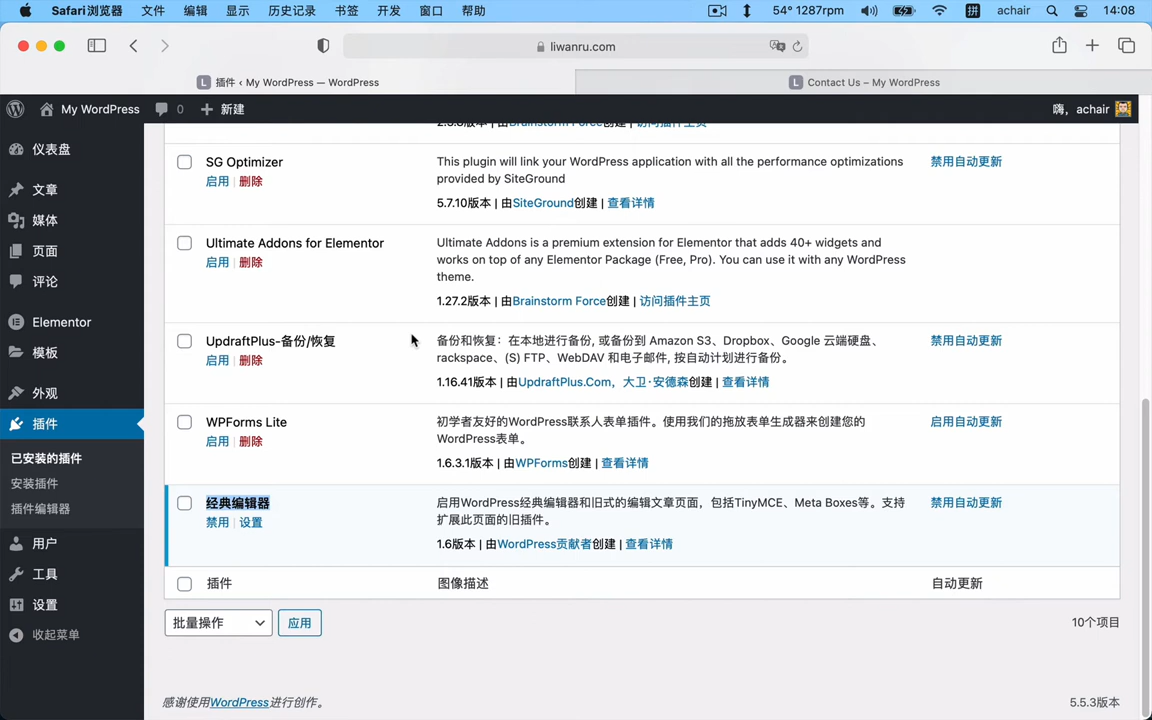 Safari浏览器 文件 编辑 显示 历史记录 书签 开发 窗口 帮助 54° 1287rpm 拼 achair 14:08
liwanru.com
L 插件 ‹ My WordPress — WordPress
L Contact Us – My WordPress
My WordPress 0 新建 嗨，achair
仪表盘
文章
媒体
页面
评论
Elementor
模板
外观
插件
已安装的插件
安装插件
插件编辑器
用户
工具
设置
收起菜单
SG Optimizer
启用 | 删除
This plugin will link your WordPress application with all the performance optimizations
provided by SiteGround
5.7.10版本 | 由SiteGround创建 | 查看详情
禁用自动更新
Ultimate Addons for Elementor
启用 | 删除
Ultimate Addons is a premium extension for Elementor that adds 40+ widgets and
works on top of any Elementor Package (Free, Pro). You can use it with any WordPress
theme.
1.27.2版本 | 由Brainstorm Force创建 | 访问插件主页
UpdraftPlus-备份/恢复
启用 | 删除
备份和恢复：在本地进行备份, 或备份到 Amazon S3、Dropbox、Google 云端硬盘、
rackspace、(S) FTP、WebDAV 和电子邮件, 按自动计划进行备份。
1.16.41版本 | 由UpdraftPlus.Com，大卫·安德森创建 | 查看详情
禁用自动更新
WPForms Lite
启用 | 删除
初学者友好的WordPress联系人表单插件。使用我们的拖放表单生成器来创建您的
WordPress表单。
1.6.3.1版本 | 由WPForms创建 | 查看详情
启用自动更新
经典编辑器
禁用 | 设置
启用WordPress经典编辑器和旧式的编辑文章页面，包括TinyMCE、Meta Boxes等。支持
扩展此页面的旧插件。
1.6版本 | 由WordPress贡献者创建 | 查看详情
禁用自动更新
插件 图像描述 自动更新
批量操作 应用 10个项目
感谢使用WordPress进行创作。 5.5.3版本